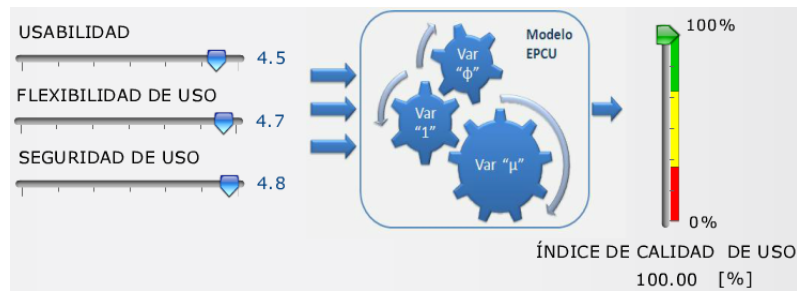 USABILIDAD
4.5
FLEXIBILIDAD DE USO
4.7
SEGURIDAD DE USO
4.8
Modelo
EPCU
Var
"ф"
Var
"1"
Var "µ"
100%
0%
ÍNDICE DE CALIDAD DE USO
100.00 [%]